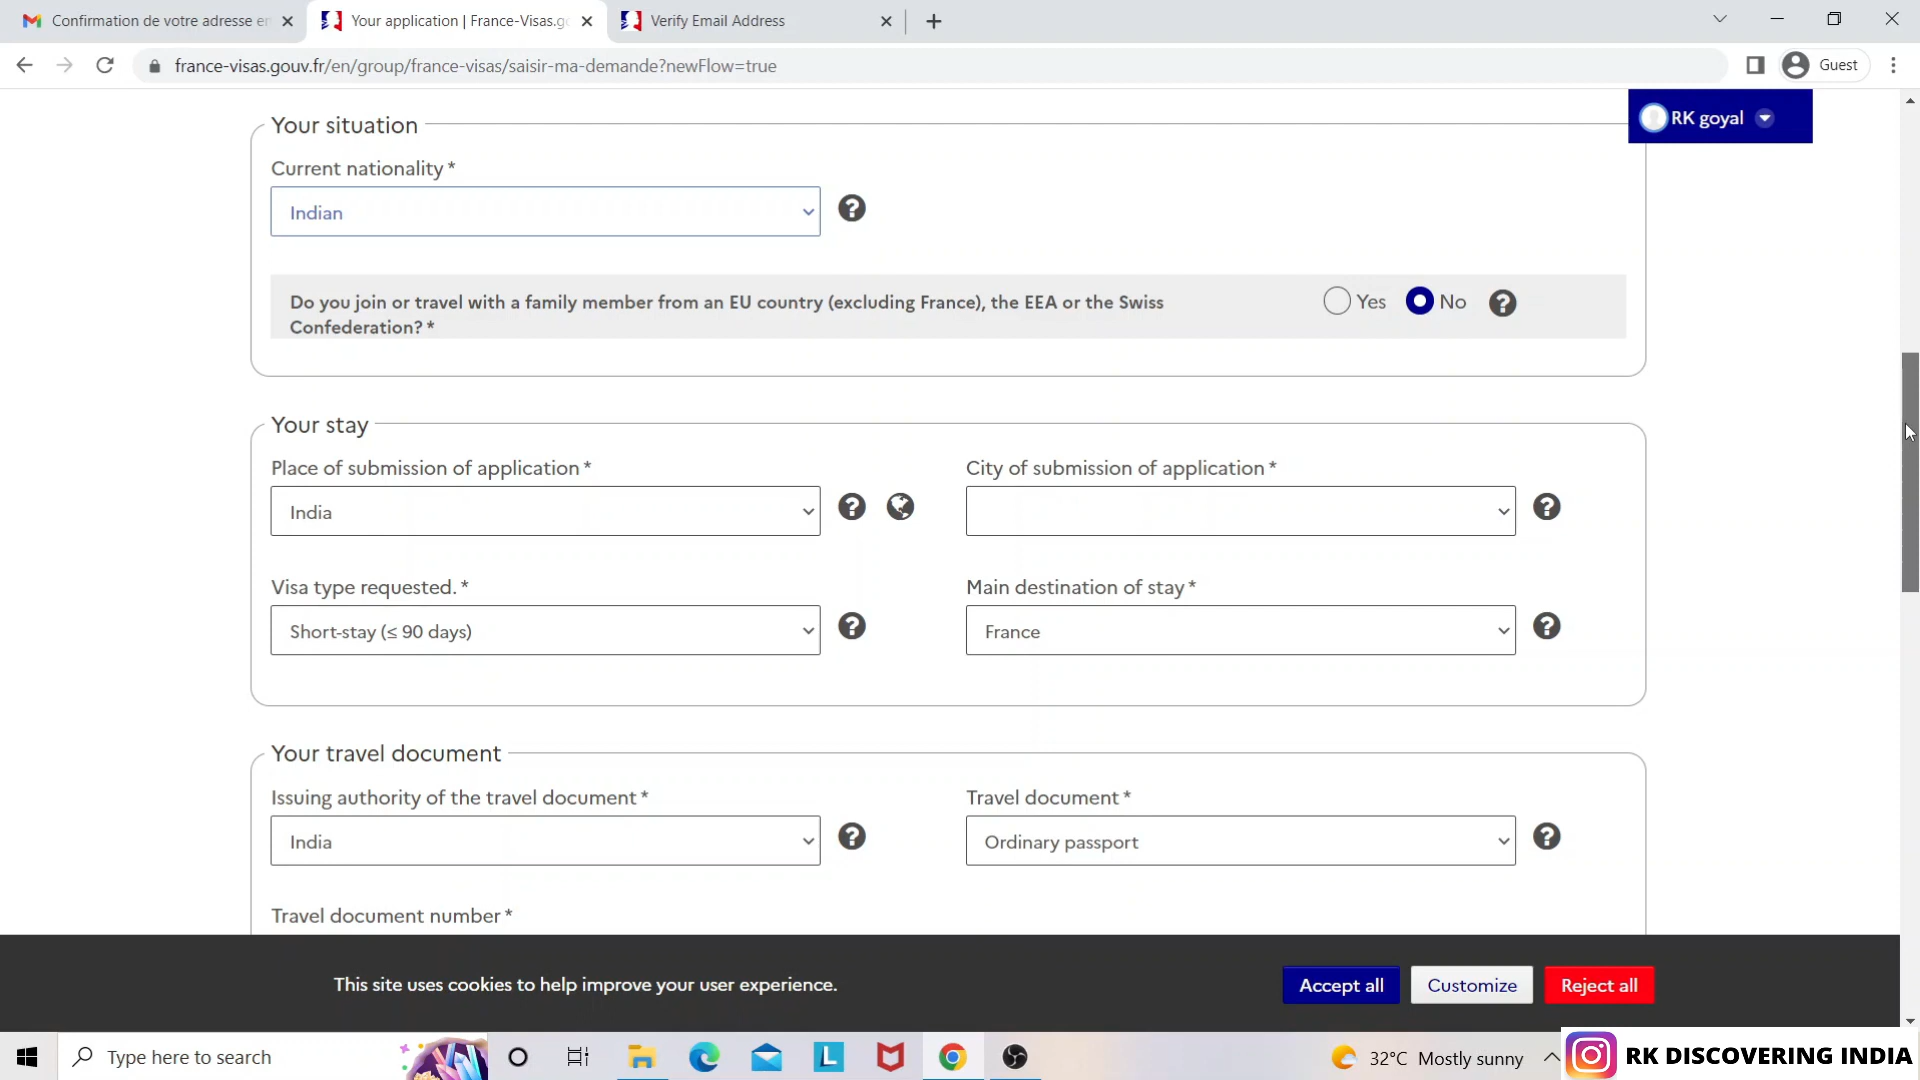 Confirmation de votre adresse en
Your application | France-Visas.go
Verify Email Address
france-visas.gouv.fr/en/group/france-visas/saisir-ma-demande?newFlow=true
Guest
RK goyal
Your situation
Current nationality *
Indian
Do you join or travel with a family member from an EU country (excluding France), the EEA or the Swiss
Confederation? *
Yes
No
Your stay
Place of submission of application *
City of submission of application *
India
Visa type requested. *
Main destination of stay *
Short-stay (≤ 90 days)
France
Your travel document
Issuing authority of the travel document *
Travel document *
India
Ordinary passport
Travel document number *
This site uses cookies to help improve your user experience.
Accept all
Customize
Reject all
Type here to search
L
32°C Mostly sunny
RK DISCOVERING INDIA